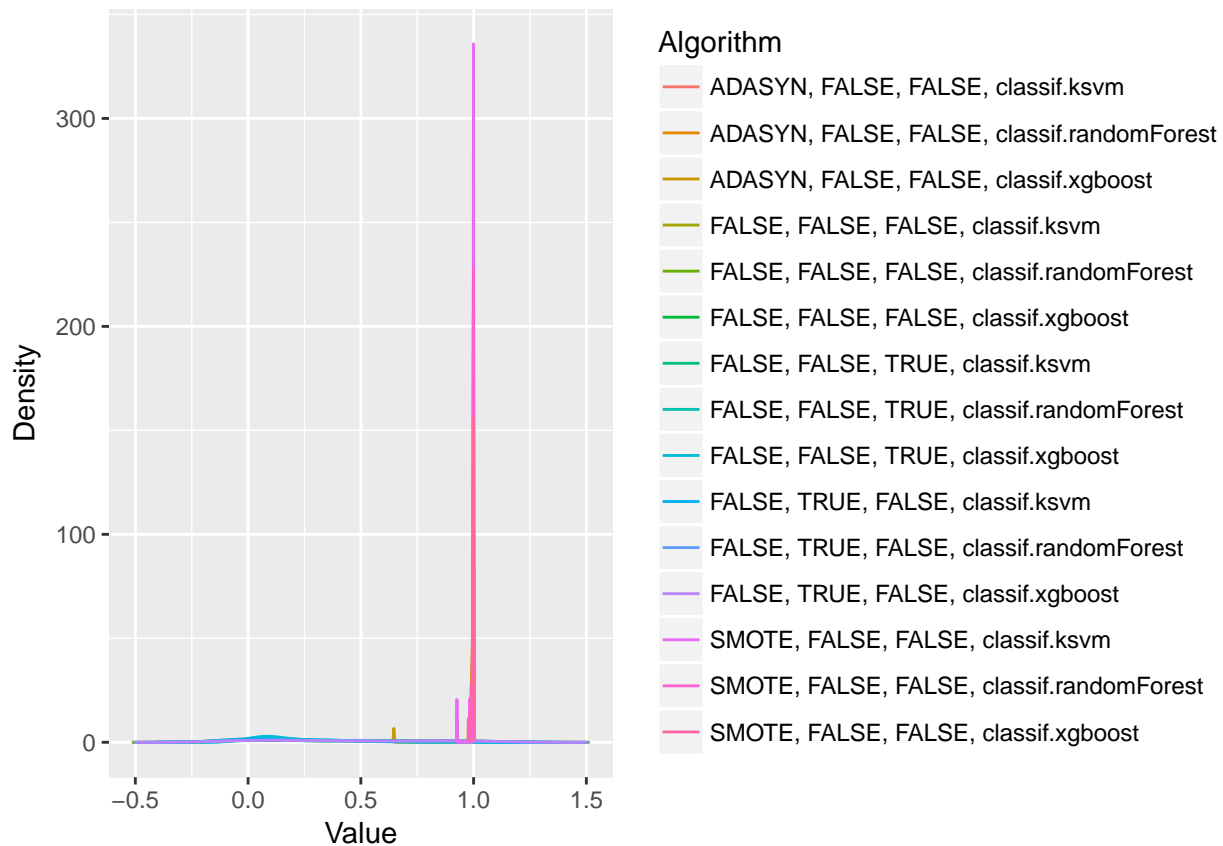 300
200
100
0
Density
−0.5
0.0
0.5
1.0
1.5
Value
Algorithm
ADASYN, FALSE, FALSE, classif.ksvm
ADASYN, FALSE, FALSE, classif.randomForest
ADASYN, FALSE, FALSE, classif.xgboost
FALSE, FALSE, FALSE, classif.ksvm
FALSE, FALSE, FALSE, classif.randomForest
FALSE, FALSE, FALSE, classif.xgboost
FALSE, FALSE, TRUE, classif.ksvm
FALSE, FALSE, TRUE, classif.randomForest
FALSE, FALSE, TRUE, classif.xgboost
FALSE, TRUE, FALSE, classif.ksvm
FALSE, TRUE, FALSE, classif.randomForest
FALSE, TRUE, FALSE, classif.xgboost
SMOTE, FALSE, FALSE, classif.ksvm
SMOTE, FALSE, FALSE, classif.randomForest
SMOTE, FALSE, FALSE, classif.xgboost